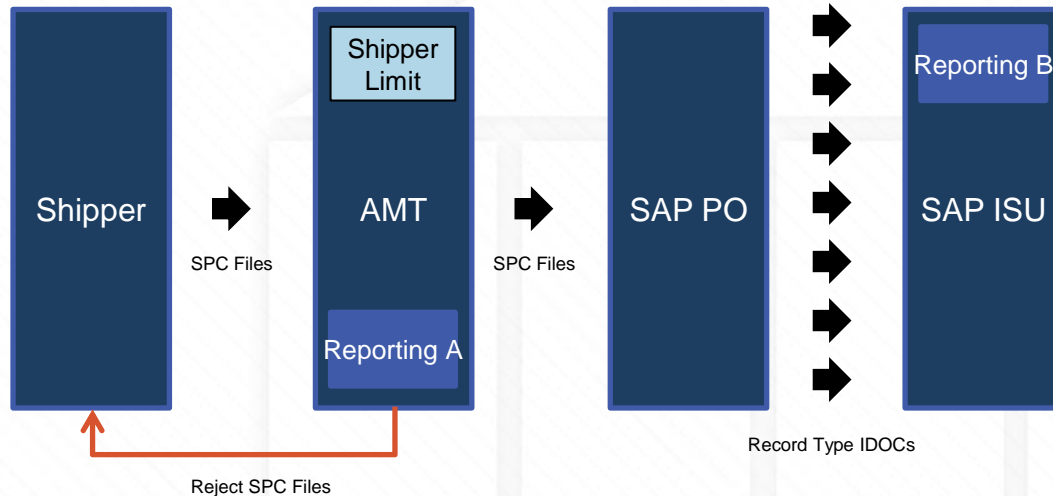 Shipper
SPC Files
Shipper
Limit
AMT
Reporting A
SPC Files
SAP PO
Record Type IDOCs
Reporting B
SAP ISU
Reject SPC Files